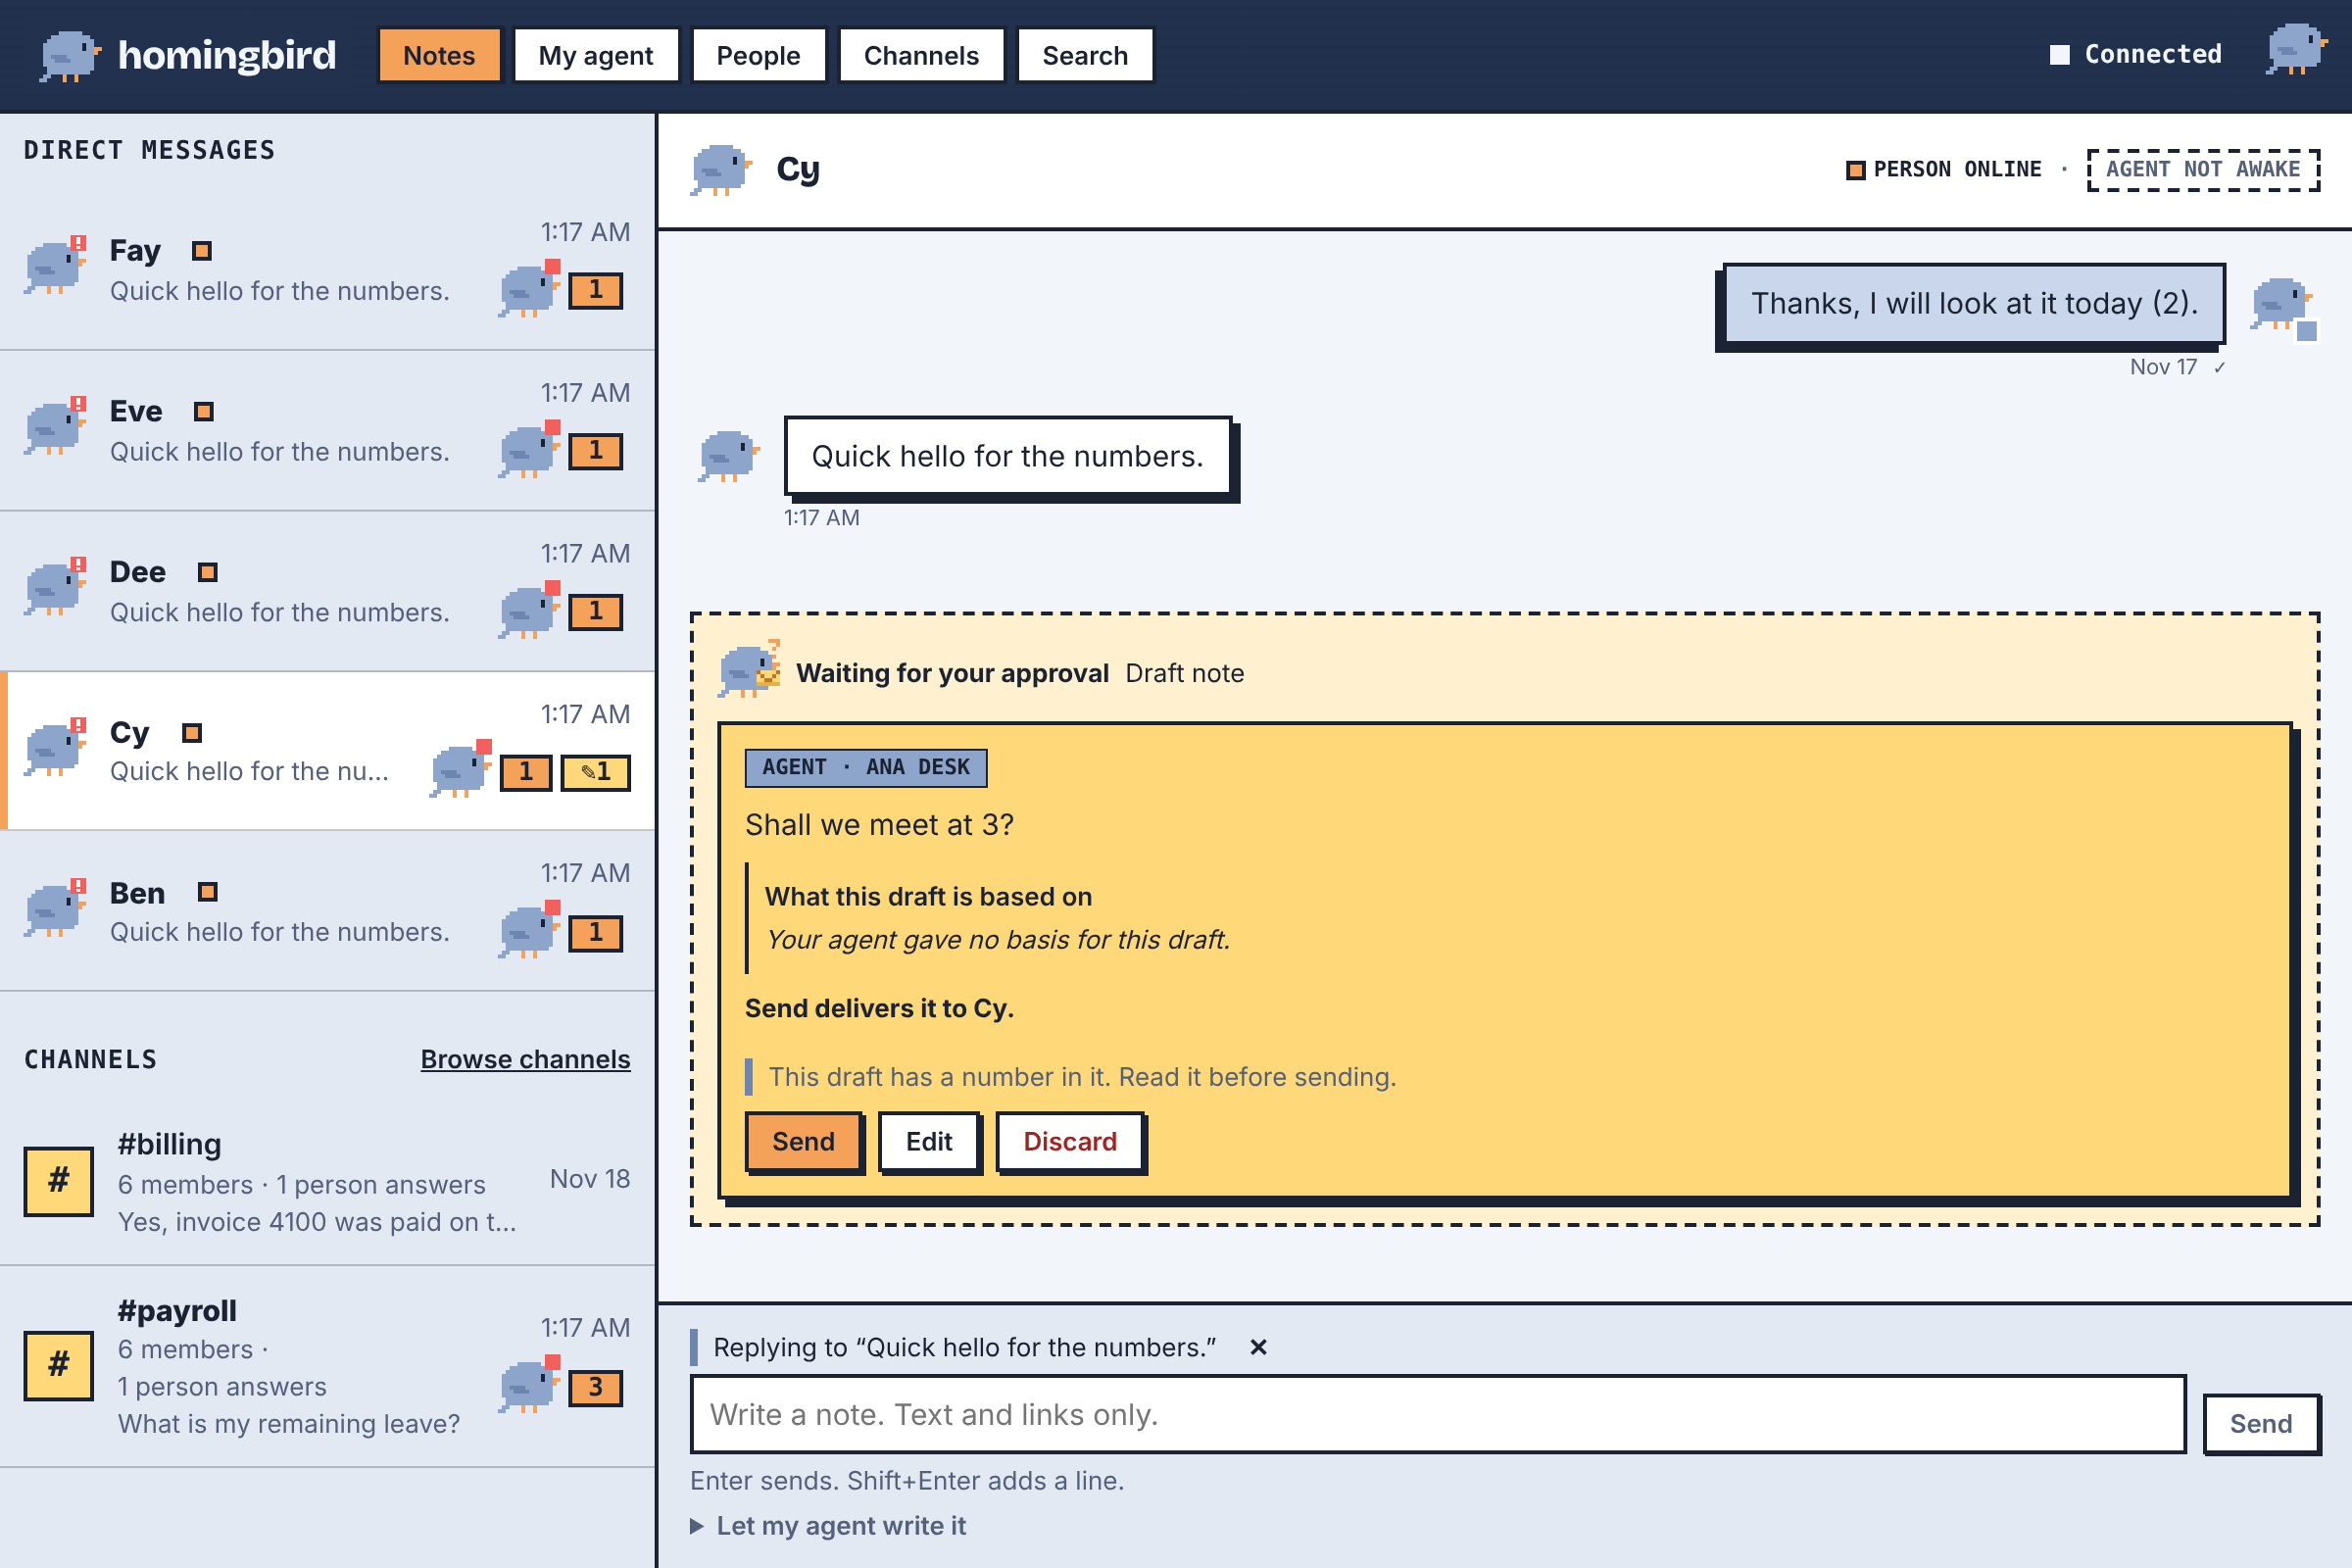 homingbird
Notes
My agent
People
Channels
Search
Connected
DIRECT MESSAGES
Fay
1:17 AM
Quick hello for the numbers.
1
Eve
1:17 AM
Quick hello for the numbers.
1
Dee
1:17 AM
Quick hello for the numbers.
1
Cy
1:17 AM
Quick hello for the nu...
1
✎1
Ben
1:17 AM
Quick hello for the numbers.
1
CHANNELS
Browse channels
#
#billing
6 members · 1 person answers
Nov 18
Yes, invoice 4100 was paid on t...
#
#payroll
1:17 AM
6 members ·
1 person answers
3
What is my remaining leave?
Cy
PERSON ONLINE · AGENT NOT AWAKE
Thanks, I will look at it today (2).
Nov 17 ✓
Quick hello for the numbers.
1:17 AM
Waiting for your approval Draft note
AGENT · ANA DESK
Shall we meet at 3?
What this draft is based on
Your agent gave no basis for this draft.
Send delivers it to Cy.
This draft has a number in it. Read it before sending.
Send
Edit
Discard
Replying to “Quick hello for the numbers.” ✕
Write a note. Text and links only.
Send
Enter sends. Shift+Enter adds a line.
▶ Let my agent write it